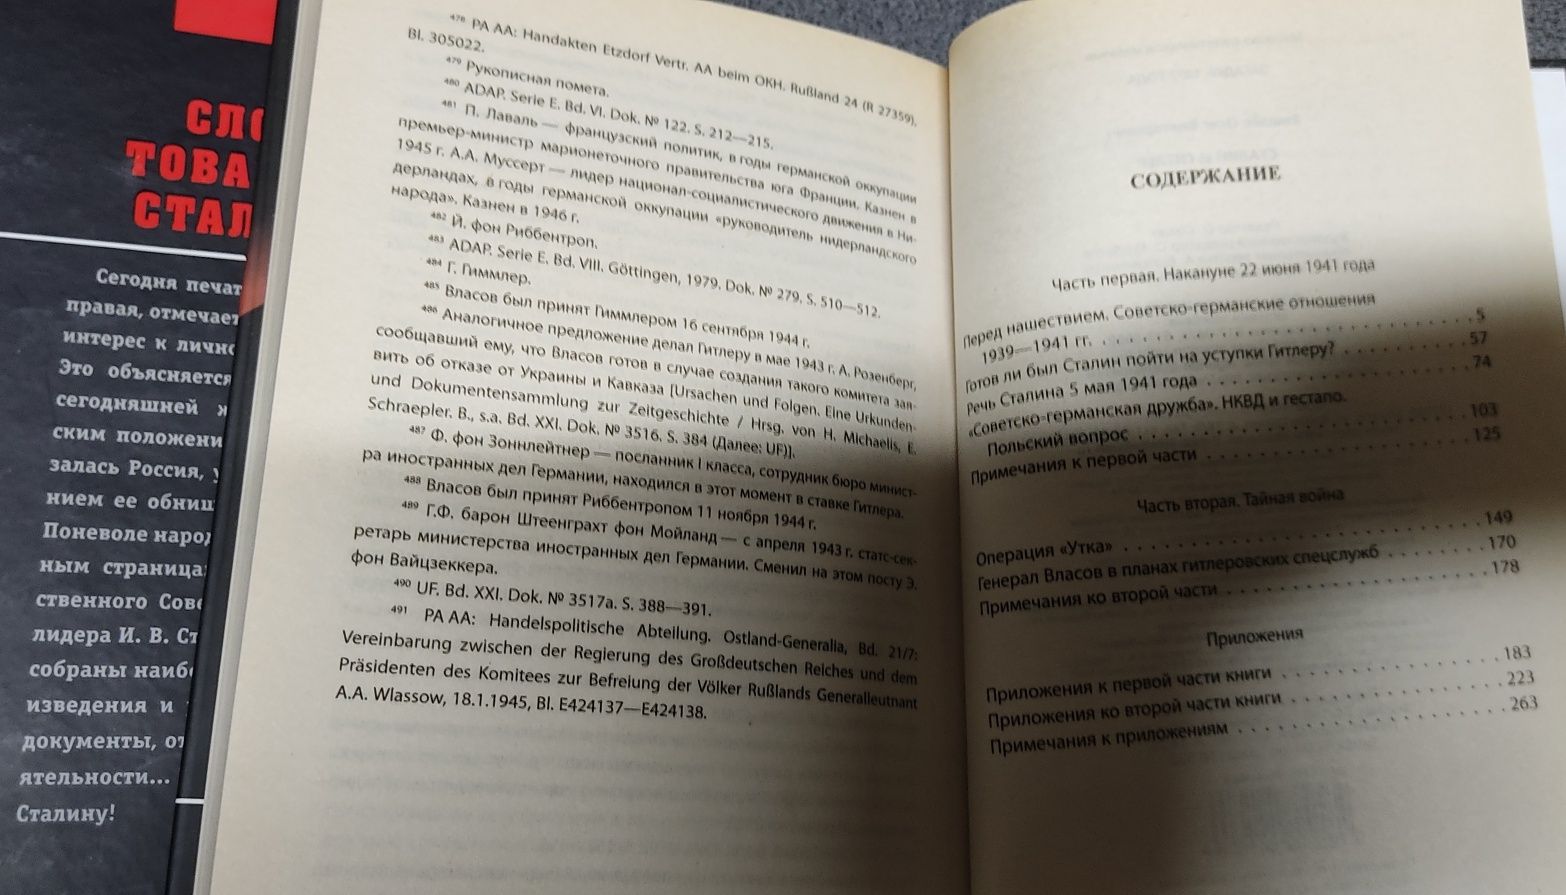 СЛО
ТОВА
СТАЛ
Сегодня печат
правая, отмечает
интерес к лично
Это объясняется
сегодняшней ж
ским положени
залась Россия, у
нием ее обнищ
Поневоле народ
ным страница
ственного Сове
лидера И. В. Ст
собраны наибо
изведения и
документы, от
ятельности...
Сталину!
478 PA AA: Handakten Etzdorf Vertr. AA beim OKH. Rußland 24 (R 27359),
Bl. 305022.
479 Рукописная помета.
480 ADAP. Serie E. Bd. VI. Dok. № 122. S. 212—215.
481 П. Лаваль — французский политик, в годы германской оккупации
премьер-министр марионеточного правительства юга Франции. Казнен в
1945 г. А.А. Муссерт — лидер национал-социалистического движения в Ни-
дерландах, в годы германской оккупации «руководитель нидерландского
народа». Казнен в 1946 г.
482 Й. фон Риббентроп.
483 ADAP. Serie E. Bd. VIII. Göttingen, 1979. Dok. № 279. S. 510—512.
484 Г. Гиммлер.
485 Власов был принят Гиммлером 16 сентября 1944 г.
486 Аналогичное предложение делал Гитлеру в мае 1943 г. А. Розенберг,
сообщавший ему, что Власов готов в случае создания такого комитета зая-
вить об отказе от Украины и Кавказа [Ursachen und Folgen. Eine Urkunden-
und Dokumentensammlung zur Zeitgeschichte / Hrsg. von H. Michaelis, E.
Schraepler. B., s.a. Bd. XXI. Dok. № 3516. S. 384 (Далее: UF)].
487 Ф. фон Зоннлейтнер — посланник I класса, сотрудник бюро минист-
ра иностранных дел Германии, находился в этот момент в ставке Гитлера.
488 Власов был принят Риббентропом 11 ноября 1944 г.
489 Г.Ф. барон Штеенграхт фон Мойланд — с апреля 1943 г. статс-сек-
ретарь министерства иностранных дел Германии. Сменил на этом посту Э.
фон Вайцзеккера.
490 UF. Bd. XXI. Dok. № 3517a. S. 388—391.
491 PA AA: Handelspolitische Abteilung. Ostland-Generalia, Bd. 21/7:
Vereinbarung zwischen der Regierung des Großdeutschen Reiches und dem
Präsidenten des Komitees zur Befreiung der Völker Rußlands Generalleutnant
A.A. Wlassow, 18.1.1945, Bl. E424137—E424138.
СОДЕРЖАНИЕ
Часть первая. Накануне 22 июня 1941 года
Перед нашествием. Советско-германские отношения
1939—1941 гг. . . . . . . . . . . . . . . . . . . . . . 5
Готов ли был Сталин пойти на уступки Гитлеру? . . . . . . . . . 57
Речь Сталина 5 мая 1941 года . . . . . . . . . . . . . . . . . 74
«Советско-германская дружба». НКВД и гестапо.
Польский вопрос . . . . . . . . . . . . . . . . . . . . 103
Примечания к первой части . . . . . . . . . . . . . . . . . 125
Часть вторая. Тайная война
Операция «Утка» . . . . . . . . . . . . . . . . . . . . . 149
Генерал Власов в планах гитлеровских спецслужб . . . . . . . . 170
Примечания ко второй части . . . . . . . . . . . . . . . . 178
Приложения
Приложения к первой части книги . . . . . . . . . . . . . . 183
Приложения ко второй части книги . . . . . . . . . . . . . 223
Примечания к приложениям . . . . . . . . . . . . . . . . 263